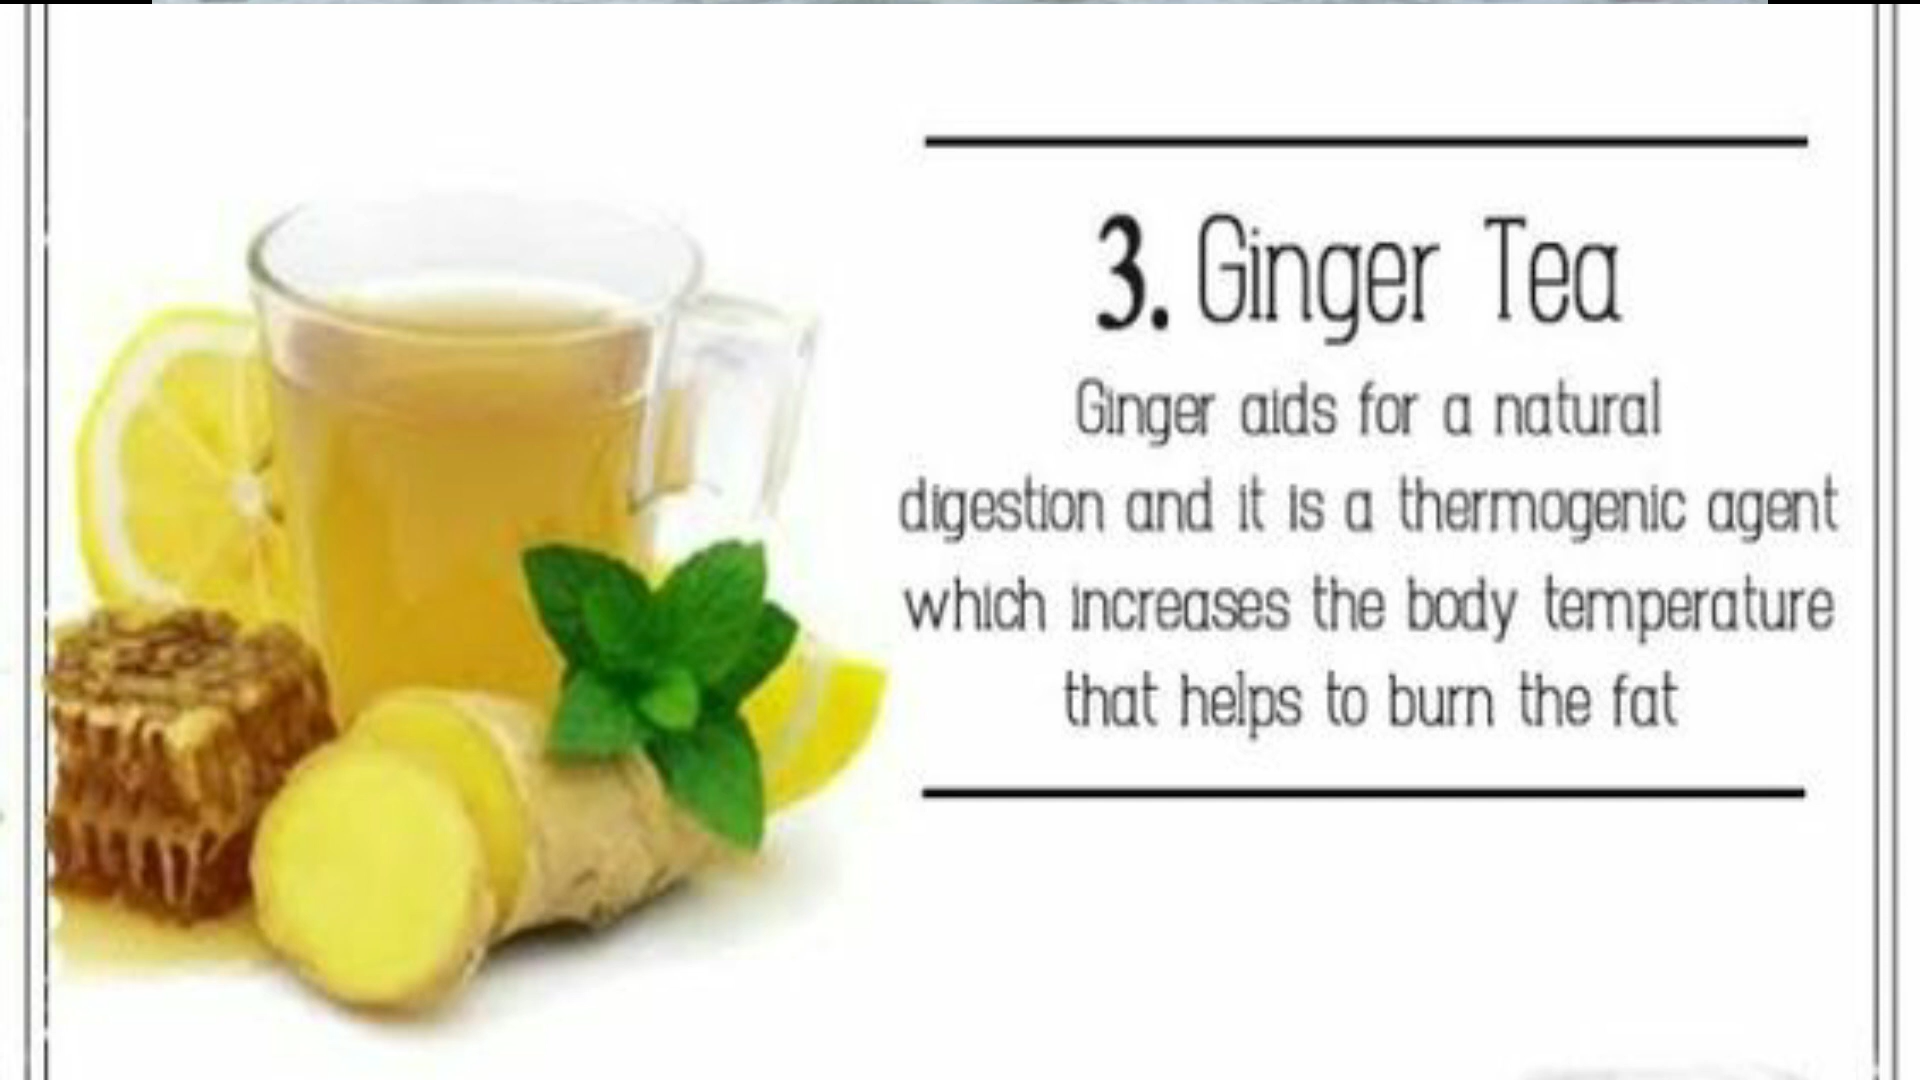 3. Ginger Tea
Ginger aids for a natural
digestion and it is a thermogenic agent
which increases the body temperature
that helps to burn the fat